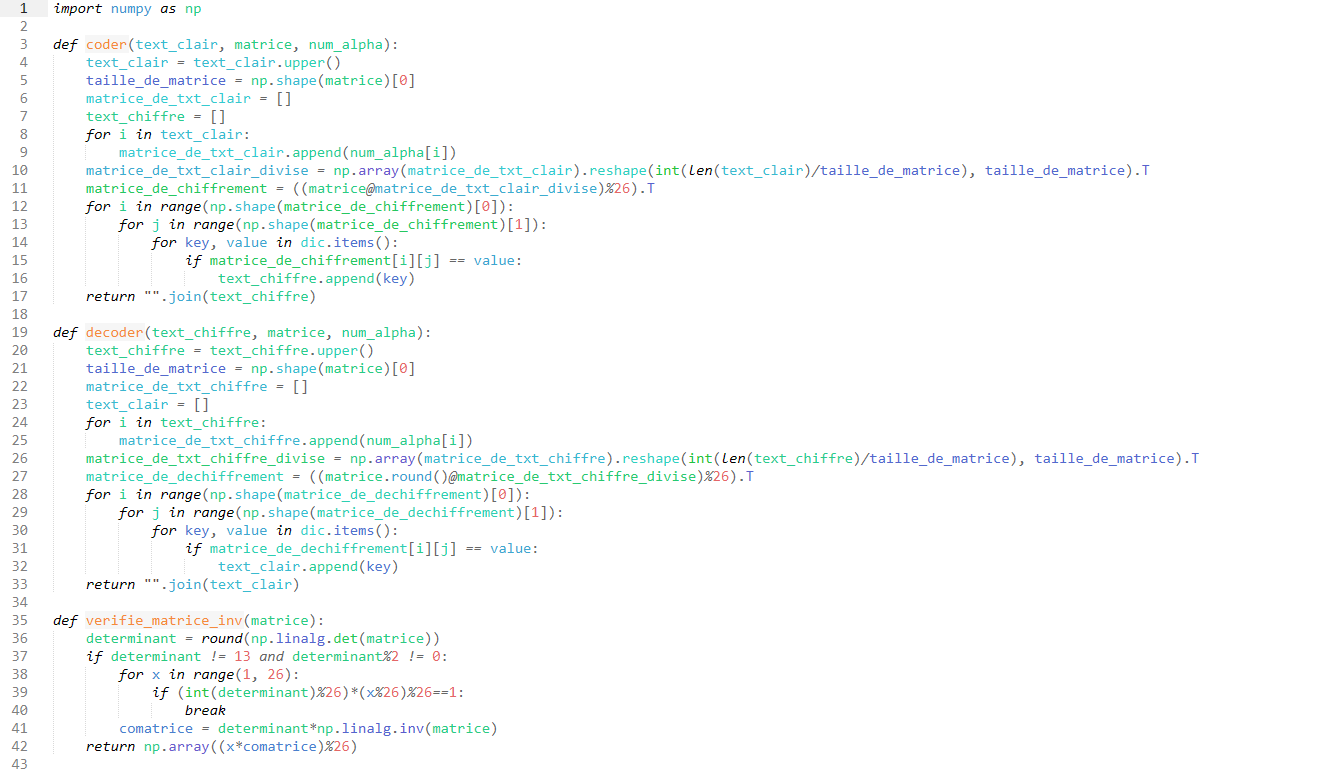 1 import numpy as np
2
3 def coder(text_clair, matrice, num_alpha):
4     text_clair = text_clair.upper()
5     taille_de_matrice = np.shape(matrice)[0]
6     matrice_de_txt_clair = []
7     text_chiffre = []
8     for i in text_clair:
9         matrice_de_txt_clair.append(num_alpha[i])
10     matrice_de_txt_clair_divise = np.array(matrice_de_txt_clair).reshape(int(len(text_clair)/taille_de_matrice), taille_de_matrice).T
11     matrice_de_chiffrement = ((matrice@matrice_de_txt_clair_divise)%26).T
12     for i in range(np.shape(matrice_de_chiffrement)[0]):
13         for j in range(np.shape(matrice_de_chiffrement)[1]):
14             for key, value in dic.items():
15                 if matrice_de_chiffrement[i][j] == value:
16                     text_chiffre.append(key)
17     return "".join(text_chiffre)
18
19 def decoder(text_chiffre, matrice, num_alpha):
20     text_chiffre = text_chiffre.upper()
21     taille_de_matrice = np.shape(matrice)[0]
22     matrice_de_txt_chiffre = []
23     text_clair = []
24     for i in text_chiffre:
25         matrice_de_txt_chiffre.append(num_alpha[i])
26     matrice_de_txt_chiffre_divise = np.array(matrice_de_txt_chiffre).reshape(int(len(text_chiffre)/taille_de_matrice), taille_de_matrice).T
27     matrice_de_dechiffrement = ((matrice.round()@matrice_de_txt_chiffre_divise)%26).T
28     for i in range(np.shape(matrice_de_dechiffrement)[0]):
29         for j in range(np.shape(matrice_de_dechiffrement)[1]):
30             for key, value in dic.items():
31                 if matrice_de_dechiffrement[i][j] == value:
32                     text_clair.append(key)
33     return "".join(text_clair)
34
35 def verifie_matrice_inv(matrice):
36     determinant = round(np.linalg.det(matrice))
37     if determinant != 13 and determinant%2 != 0:
38         for x in range(1, 26):
39             if (int(determinant)%26)*(x%26)%26==1:
40                 break
41         comatrice = determinant*np.linalg.inv(matrice)
42     return np.array((x*comatrice)%26)
43